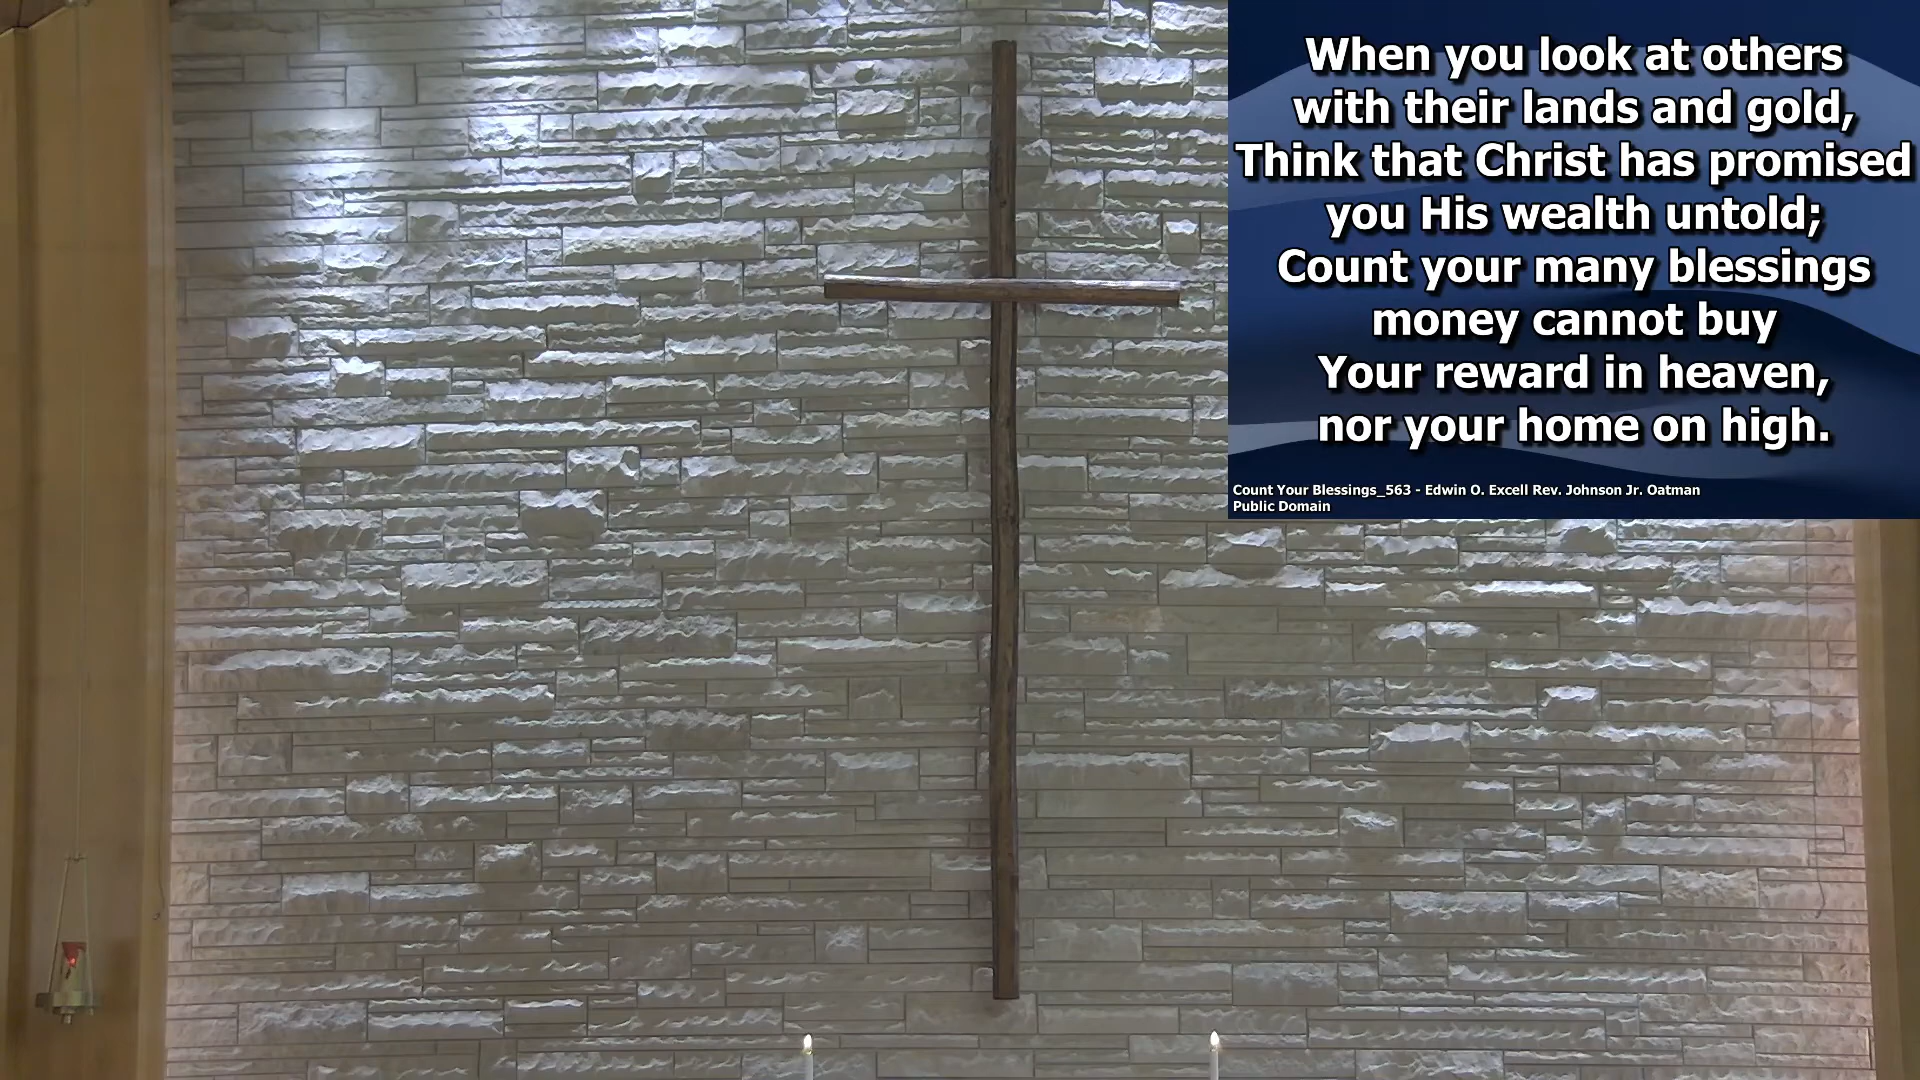 When you look at others
with their lands and gold,
Think that Christ has promised
you His wealth untold;
Count your many blessings
money cannot buy
Your reward in heaven,
nor your home on high.
Count Your Blessings_563 - Edwin O. Excell Rev. Johnson Jr. Oatman
Public Domain